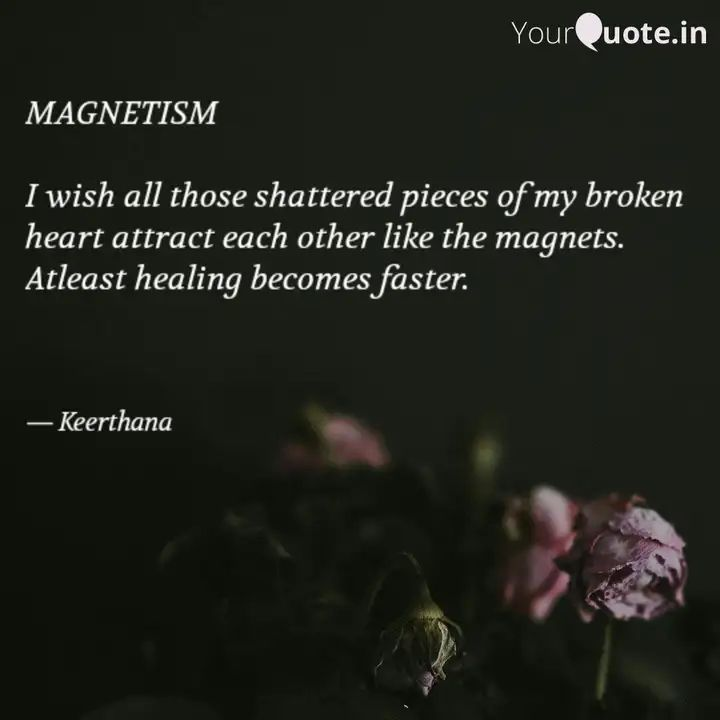 YourQuote.in
MAGNETISM
I wish all those shattered pieces of my broken
heart attract each other like the magnets.
Atleast healing becomes faster.
— Keerthana